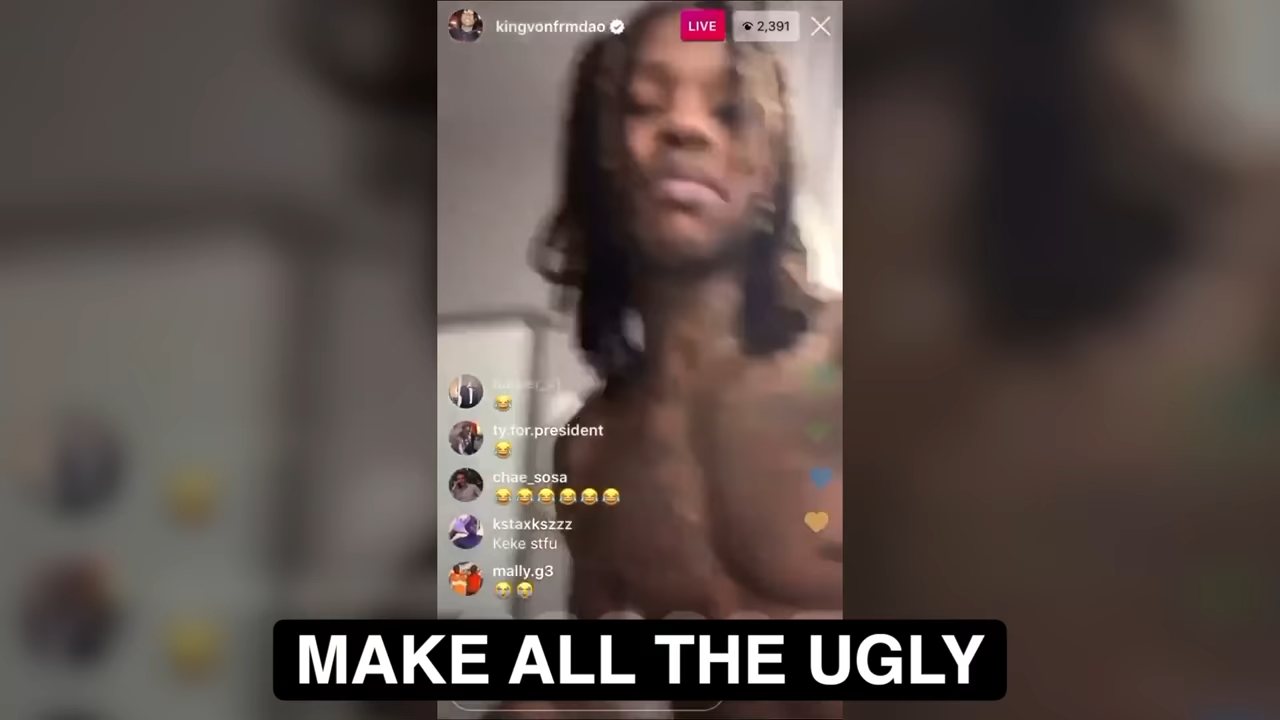 kingvonfrmdao
LIVE
2,391
ty.for.president
😂
chae_sosa
😂😂😂😂😂😂
kstaxkszzz
Keke stfu
mally.g3
😭😭
MAKE ALL THE UGLY